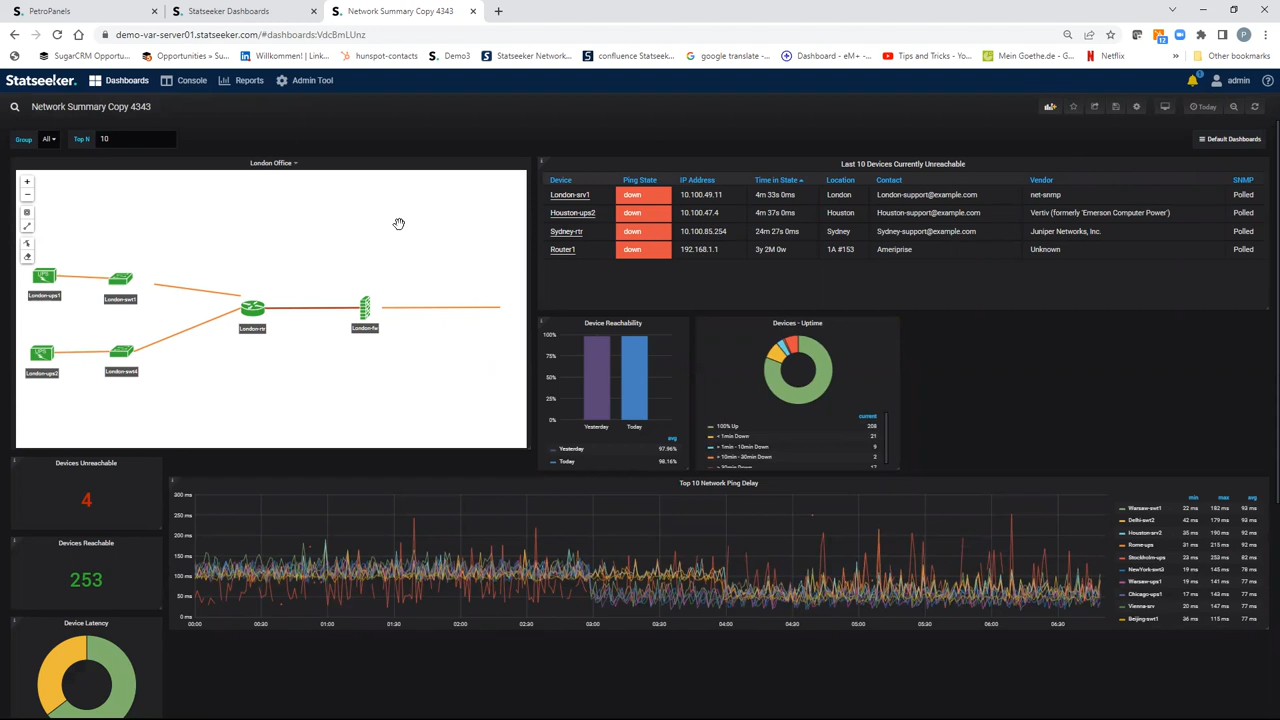 PetroPanels
Statseeker Dashboards
Network Summary Copy 4343
demo-var-server01.statseeker.com/#dashboards:VdcBmLUnz
SugarCRM Opportun...
Opportunities » Su...
Willkommen! | Linkin...
hunspot-contacts
Demo3
Statseeker Network...
confluence Statseek...
google translate -...
Dashboard - eM+ -...
Tips and Tricks - Yo...
Mein Goethe.de - G...
Netflix
»
Other bookmarks
Statseeker
Dashboards
Console
Reports
Admin Tool
admin
Network Summary Copy 4343
Today
Group
All
Top N
10
Default Dashboards
London Office
London-ups1
London-swt1
London-rtr
London-fw
London-ups2
London-swt4
Last 10 Devices Currently Unreachable
Device Ping State IP Address Time in State Location Contact Vendor SNMP
London-srv1 down 10.100.49.11 4m 33s 0ms London London-support@example.com net-snmp Polled
Houston-ups2 down 10.100.47.4 4m 37s 0ms Houston Houston-support@example.com Vertiv (formerly 'Emerson Computer Power') Polled
Sydney-rtr down 10.100.85.254 24m 27s 0ms Sydney Sydney-support@example.com Juniper Networks, Inc. Polled
Router1 down 192.168.1.1 3y 2M 0w 1A #153 Ameriprise Unknown Polled
Device Reachability
100%
75%
50%
25%
0%
Yesterday Today
avg
Yesterday 97.96%
Today 98.16%
Devices - Uptime
current
100% Up 208
< 1min Down 21
> 1min - 10min Down 9
> 10min - 30min Down 2
> 30min Down 17
Devices Unreachable
4
Devices Reachable
253
Device Latency
Top 10 Network Ping Delay
300 ms
250 ms
200 ms
150 ms
100 ms
50 ms
0 ms
00:00 00:30 01:00 01:30 02:00 02:30 03:00 03:30 04:00 04:30 05:00 05:30 06:00 06:30
min max avg
Warsaw-swt1 22 ms 182 ms 93 ms
Delhi-swt2 42 ms 179 ms 93 ms
Houston-srv2 35 ms 190 ms 92 ms
Rome-ups 31 ms 215 ms 92 ms
Stockholm-ups 23 ms 253 ms 82 ms
NewYork-swt3 19 ms 145 ms 78 ms
Warsaw-ups1 19 ms 141 ms 77 ms
Chicago-ups1 17 ms 143 ms 77 ms
Vienna-srv 20 ms 147 ms 77 ms
Beijing-swt1 36 ms 115 ms 77 ms